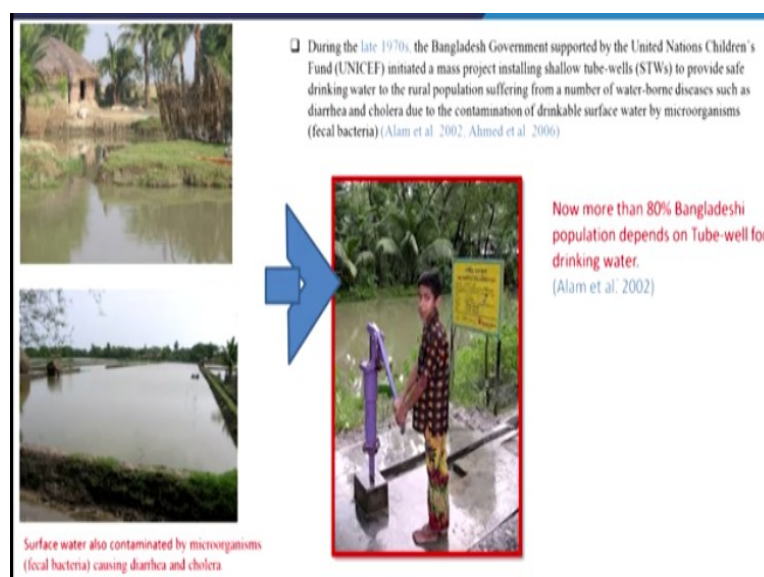 ❑ During the late 1970s, the Bangladesh Government supported by the United Nations Children's
Fund (UNICEF) initiated a mass project installing shallow tube-wells (STWs) to provide safe
drinking water to the rural population suffering from a number of water-borne diseases such as
diarrhea and cholera due to the contamination of drinkable surface water by microorganisms
(fecal bacteria) (Alam et al. 2002, Ahmed et al. 2006)
Now more than 80% Bangladeshi
population depends on Tube-well for
drinking water.
(Alam et al. 2002)
Surface water also contaminated by microorganisms
(fecal bacteria) causing diarrhea and cholera